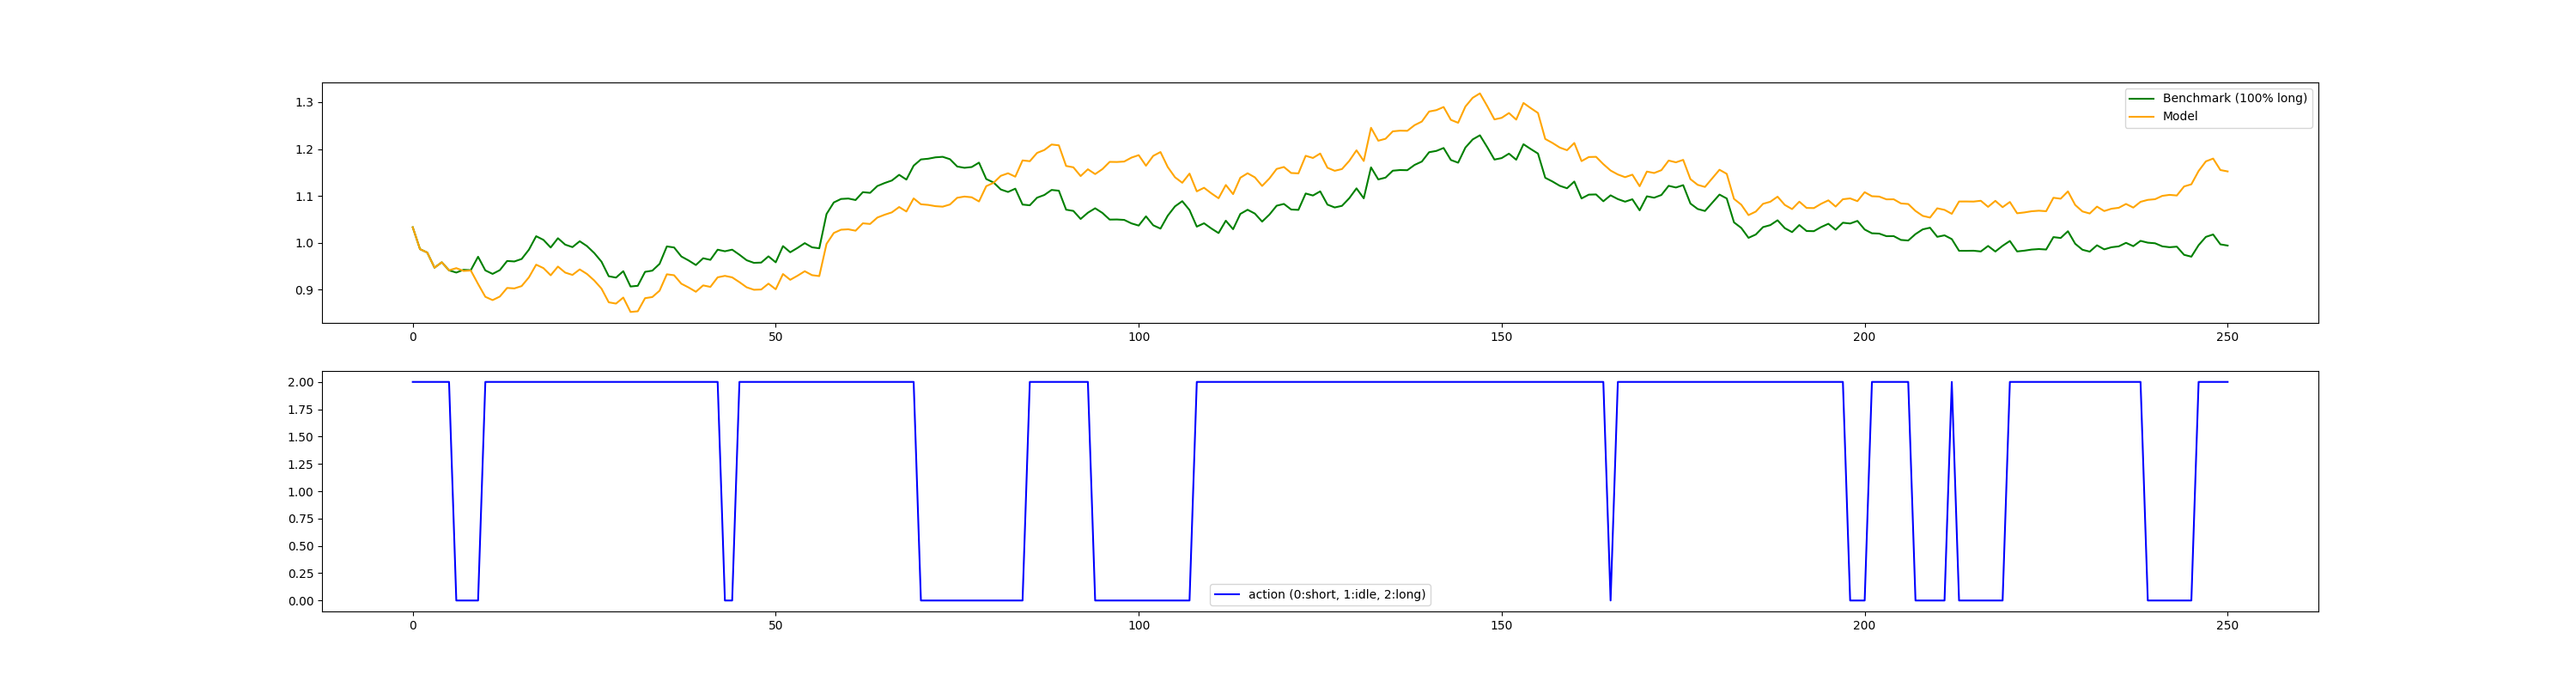 1.3
1.2
1.1
1.0
0.9
Benchmark (100% long)
Model
0 50 100 150 200 250
2.00
1.75
1.50
1.25
1.00
0.75
0.50
0.25
0.00
action (0:short, 1:idle, 2:long)
0 50 100 150 200 250